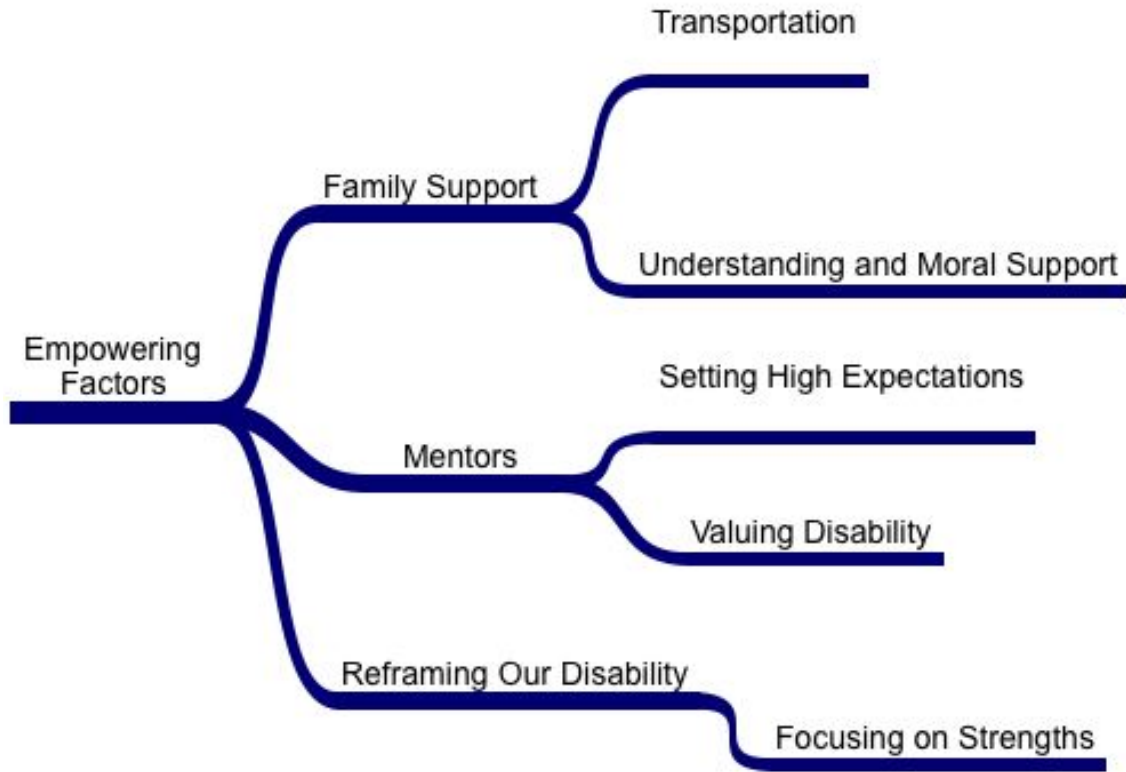 Transportation
Family Support
Understanding and Moral Support
Empowering
Factors
Setting High Expectations
Mentors
Valuing Disability
Reframing Our Disability
Focusing on Strengths